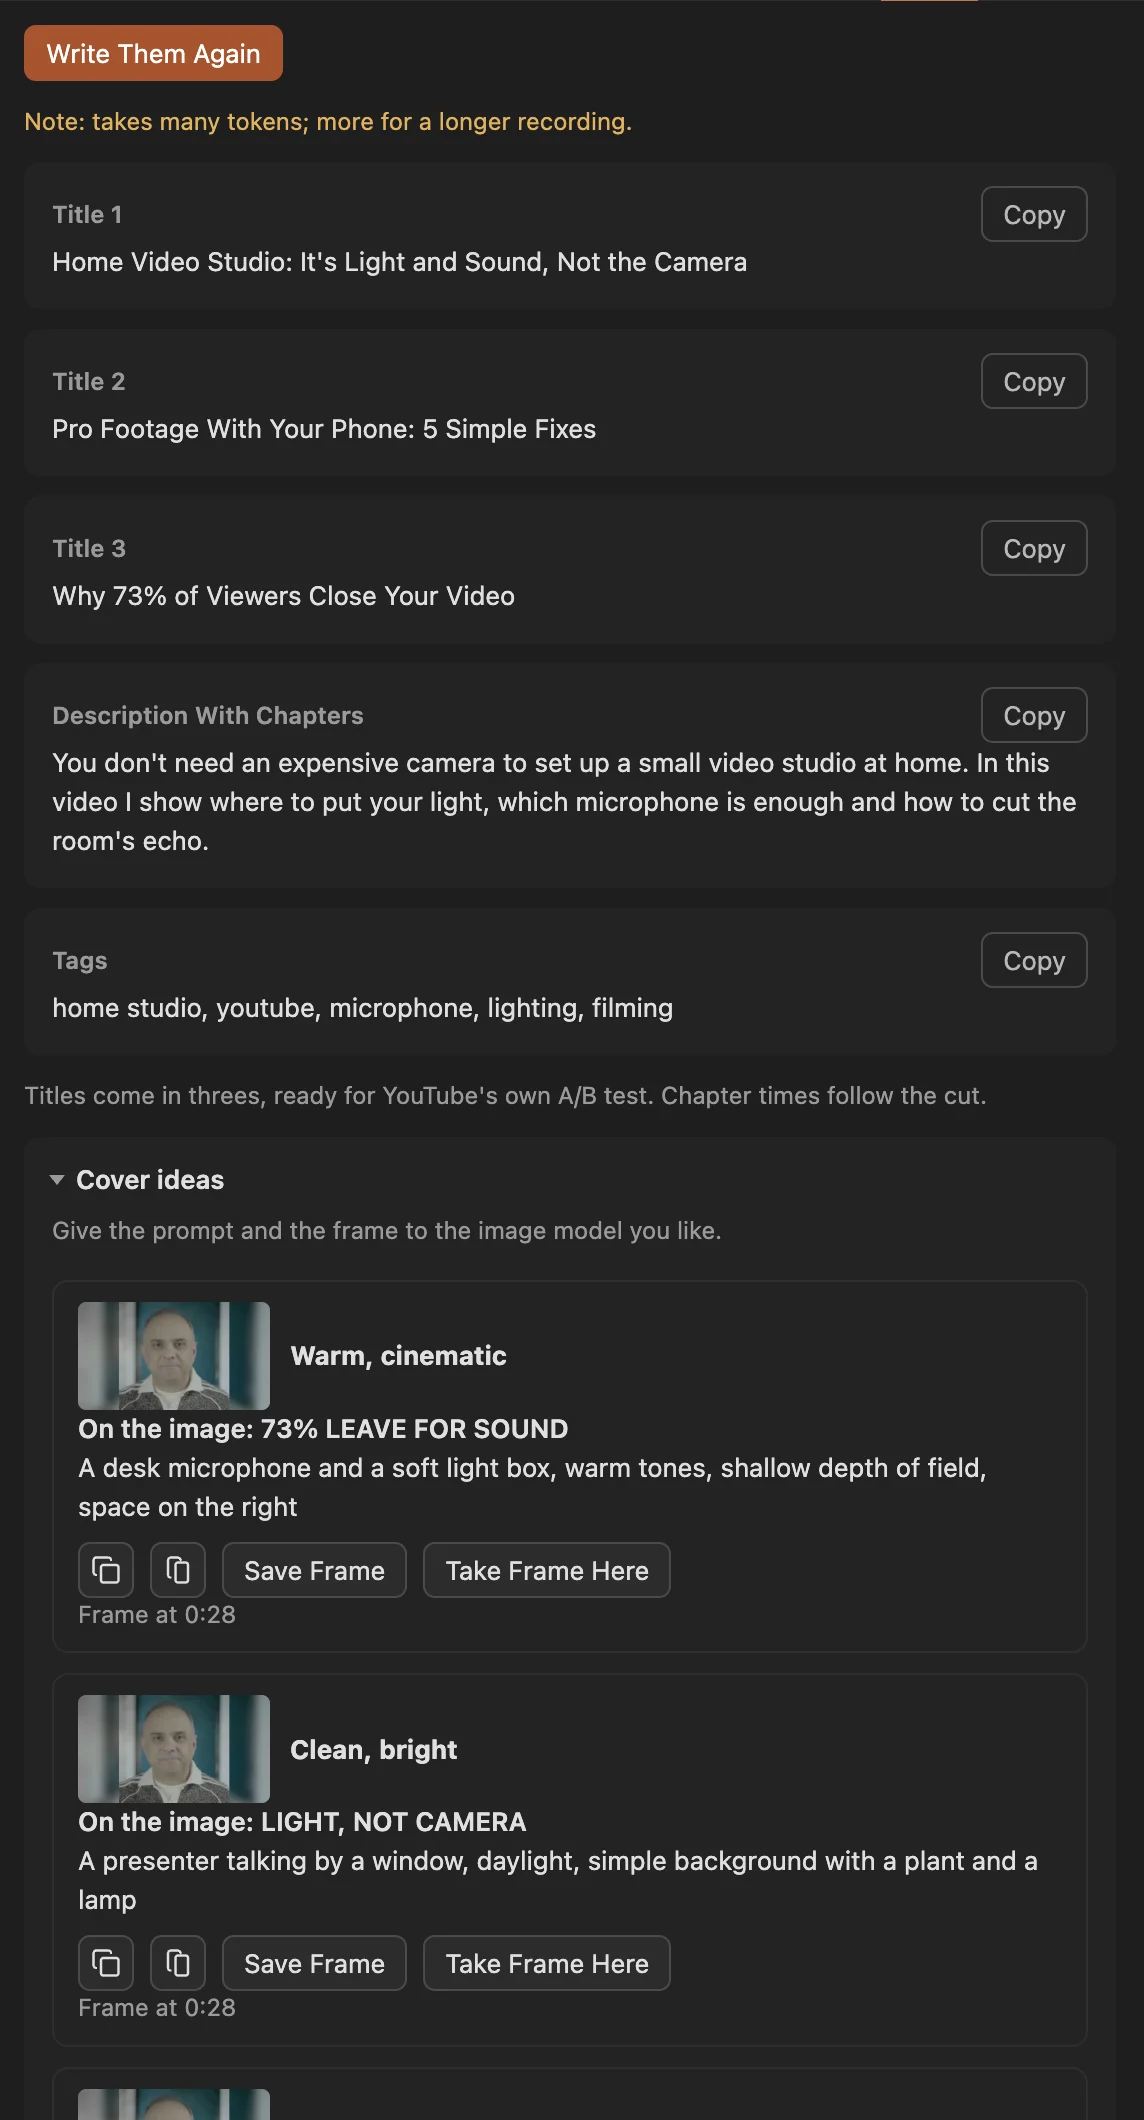 Write Them Again
Note: takes many tokens; more for a longer recording.
Title 1
Copy
Home Video Studio: It's Light and Sound, Not the Camera
Title 2
Copy
Pro Footage With Your Phone: 5 Simple Fixes
Title 3
Copy
Why 73% of Viewers Close Your Video
Description With Chapters
Copy
You don't need an expensive camera to set up a small video studio at home. In this
video I show where to put your light, which microphone is enough and how to cut the
room's echo.
Tags
Copy
home studio, youtube, microphone, lighting, filming
Titles come in threes, ready for YouTube's own A/B test. Chapter times follow the cut.
Cover ideas
Give the prompt and the frame to the image model you like.
Warm, cinematic
On the image: 73% LEAVE FOR SOUND
A desk microphone and a soft light box, warm tones, shallow depth of field,
space on the right
Save Frame
Take Frame Here
Frame at 0:28
Clean, bright
On the image: LIGHT, NOT CAMERA
A presenter talking by a window, daylight, simple background with a plant and a
lamp
Save Frame
Take Frame Here
Frame at 0:28